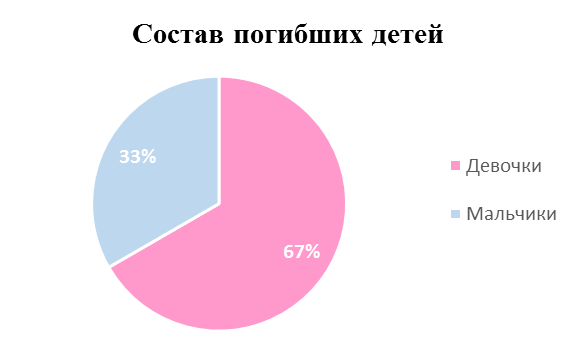 Состав погибших детей
33%
67%
Девочки
Мальчики